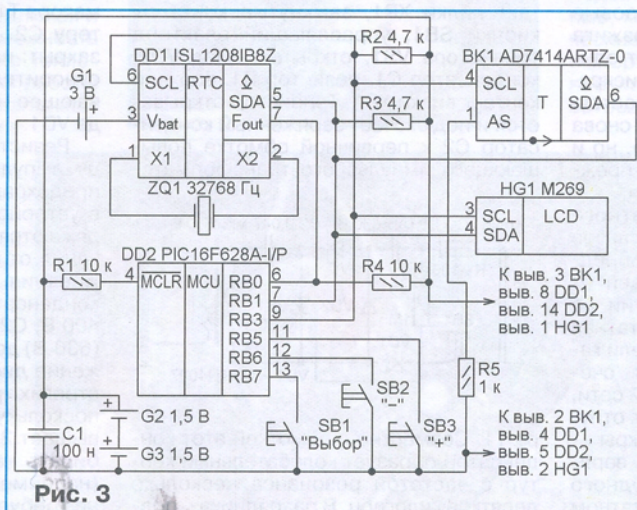 DD1 ISL1208IB8Z
R2 4,7
BK1 AD7414ARTZ-0
G1
3 В
6 SCL RTC
SDA 5
3 Vbat
Fout 7
1 X1 X2 2
R3 4,7
4 SCL T SDA 6
1 AS
ZQ1 32768 Гц
HG1 M269
3 SCL LCD
4 SDA
R1 10 к
DD2 PIC16F628A-I/P
4 MCLR MCU
RB0 6
RB1 7
RB3 9
RB5 11
RB6 12
RB7 13
R4 10 к
К выв. 3 BK1,
выв. 8 DD1,
выв. 14 DD2,
выв. 1 HG1
R5
1 к
C1
100 н
+
G2 1,5 В
+
G3 1,5 В
SB1
"Выбор"
SB2
"–"
SB3
"+"
К выв. 2 BK1,
выв. 4 DD1,
выв. 5 DD2,
выв. 2 HG1
Рис. 3